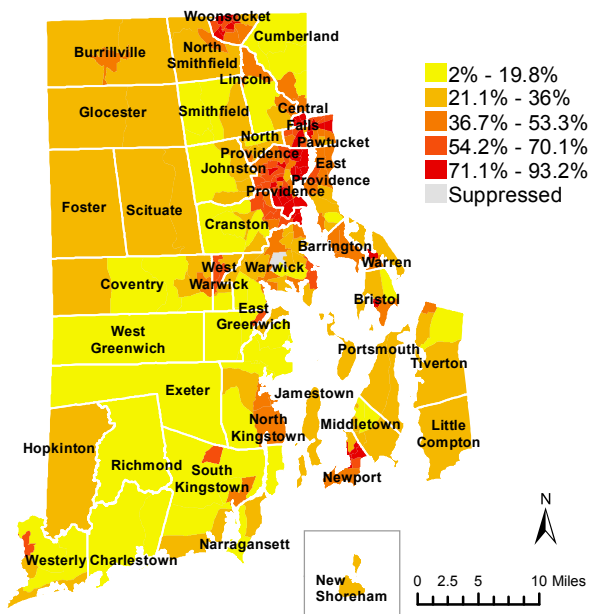 Woonsocket
Cumberland
Burrillville
North
Smithfield
Lincoln
Glocester
Smithfield
Central
Falls
North
Providence
Pawtucket
East
Providence
Johnston
Providence
Foster
Scituate
Cranston
Barrington
Warren
West
Warwick
Warwick
Coventry
Bristol
East
Greenwich
West
Greenwich
Portsmouth
Tiverton
Exeter
Jamestown
North
Kingstown
Middletown
Little
Compton
Hopkinton
Richmond
South
Kingstown
Newport
Narragansett
Westerly
Charlestown
New
Shoreham
2% - 19.8%
21.1% - 36%
36.7% - 53.3%
54.2% - 70.1%
71.1% - 93.2%
Suppressed
N
0 2.5 5 10 Miles